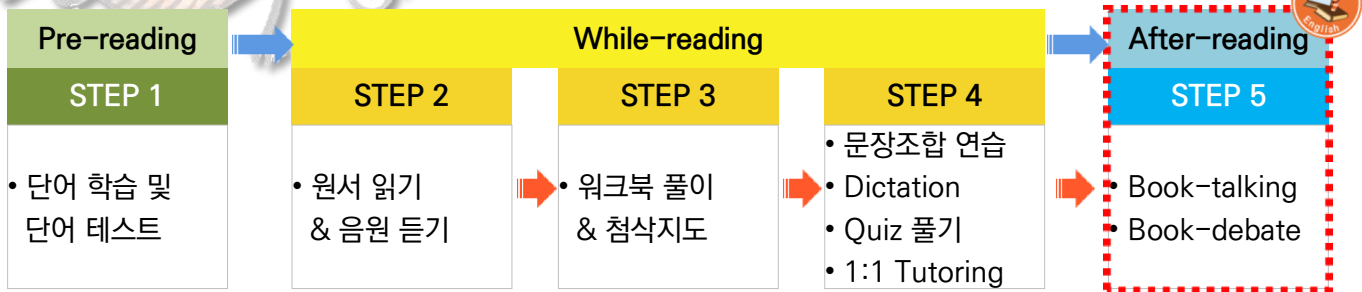 English
Pre-reading
While-reading
After-reading
STEP 1
STEP 2
STEP 3
STEP 4
STEP 5
• 단어 학습 및
단어 테스트
• 원서 읽기
& 음원 듣기
• 워크북 풀이
& 첨삭지도
• 문장조합 연습
• Dictation
• Quiz 풀기
• 1:1 Tutoring
• Book-talking
• Book-debate